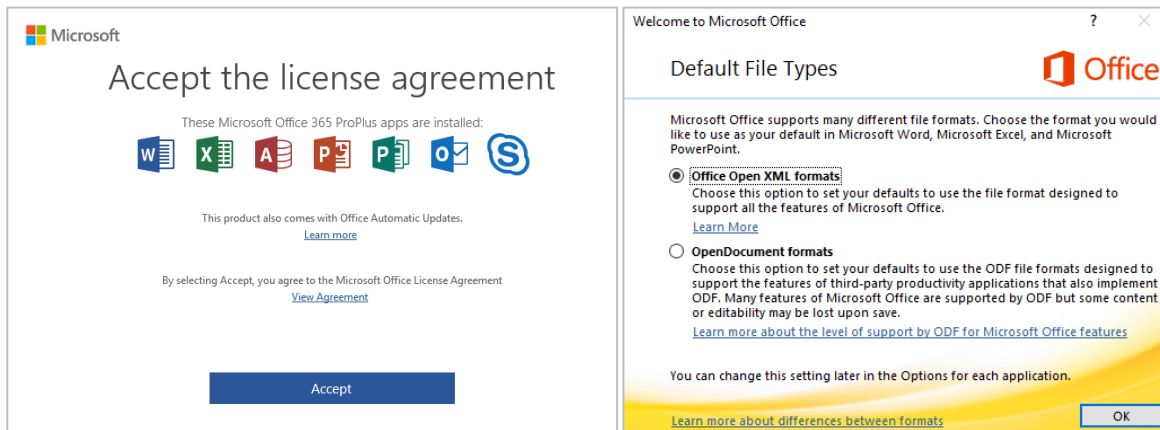 Microsoft
Accept the license agreement
These Microsoft Office 365 ProPlus apps are installed:
W X A P P O S
This product also comes with Office Automatic Updates.
Learn more
By selecting Accept, you agree to the Microsoft Office License Agreement
View Agreement
Accept
Welcome to Microsoft Office ?
Default File Types
Office
Microsoft Office supports many different file formats. Choose the format you would
like to use as your default in Microsoft Word, Microsoft Excel, and Microsoft
PowerPoint.
Office Open XML formats
Choose this option to set your defaults to use the file format designed to
support all the features of Microsoft Office.
Learn More
OpenDocument formats
Choose this option to set your defaults to use the ODF file formats designed to
support the features of third-party productivity applications that also implement
ODF. Many features of Microsoft Office are supported by ODF but some content
or editability may be lost upon save.
Learn more about the level of support by ODF for Microsoft Office features
You can change this setting later in the Options for each application.
Learn more about differences between formats
OK